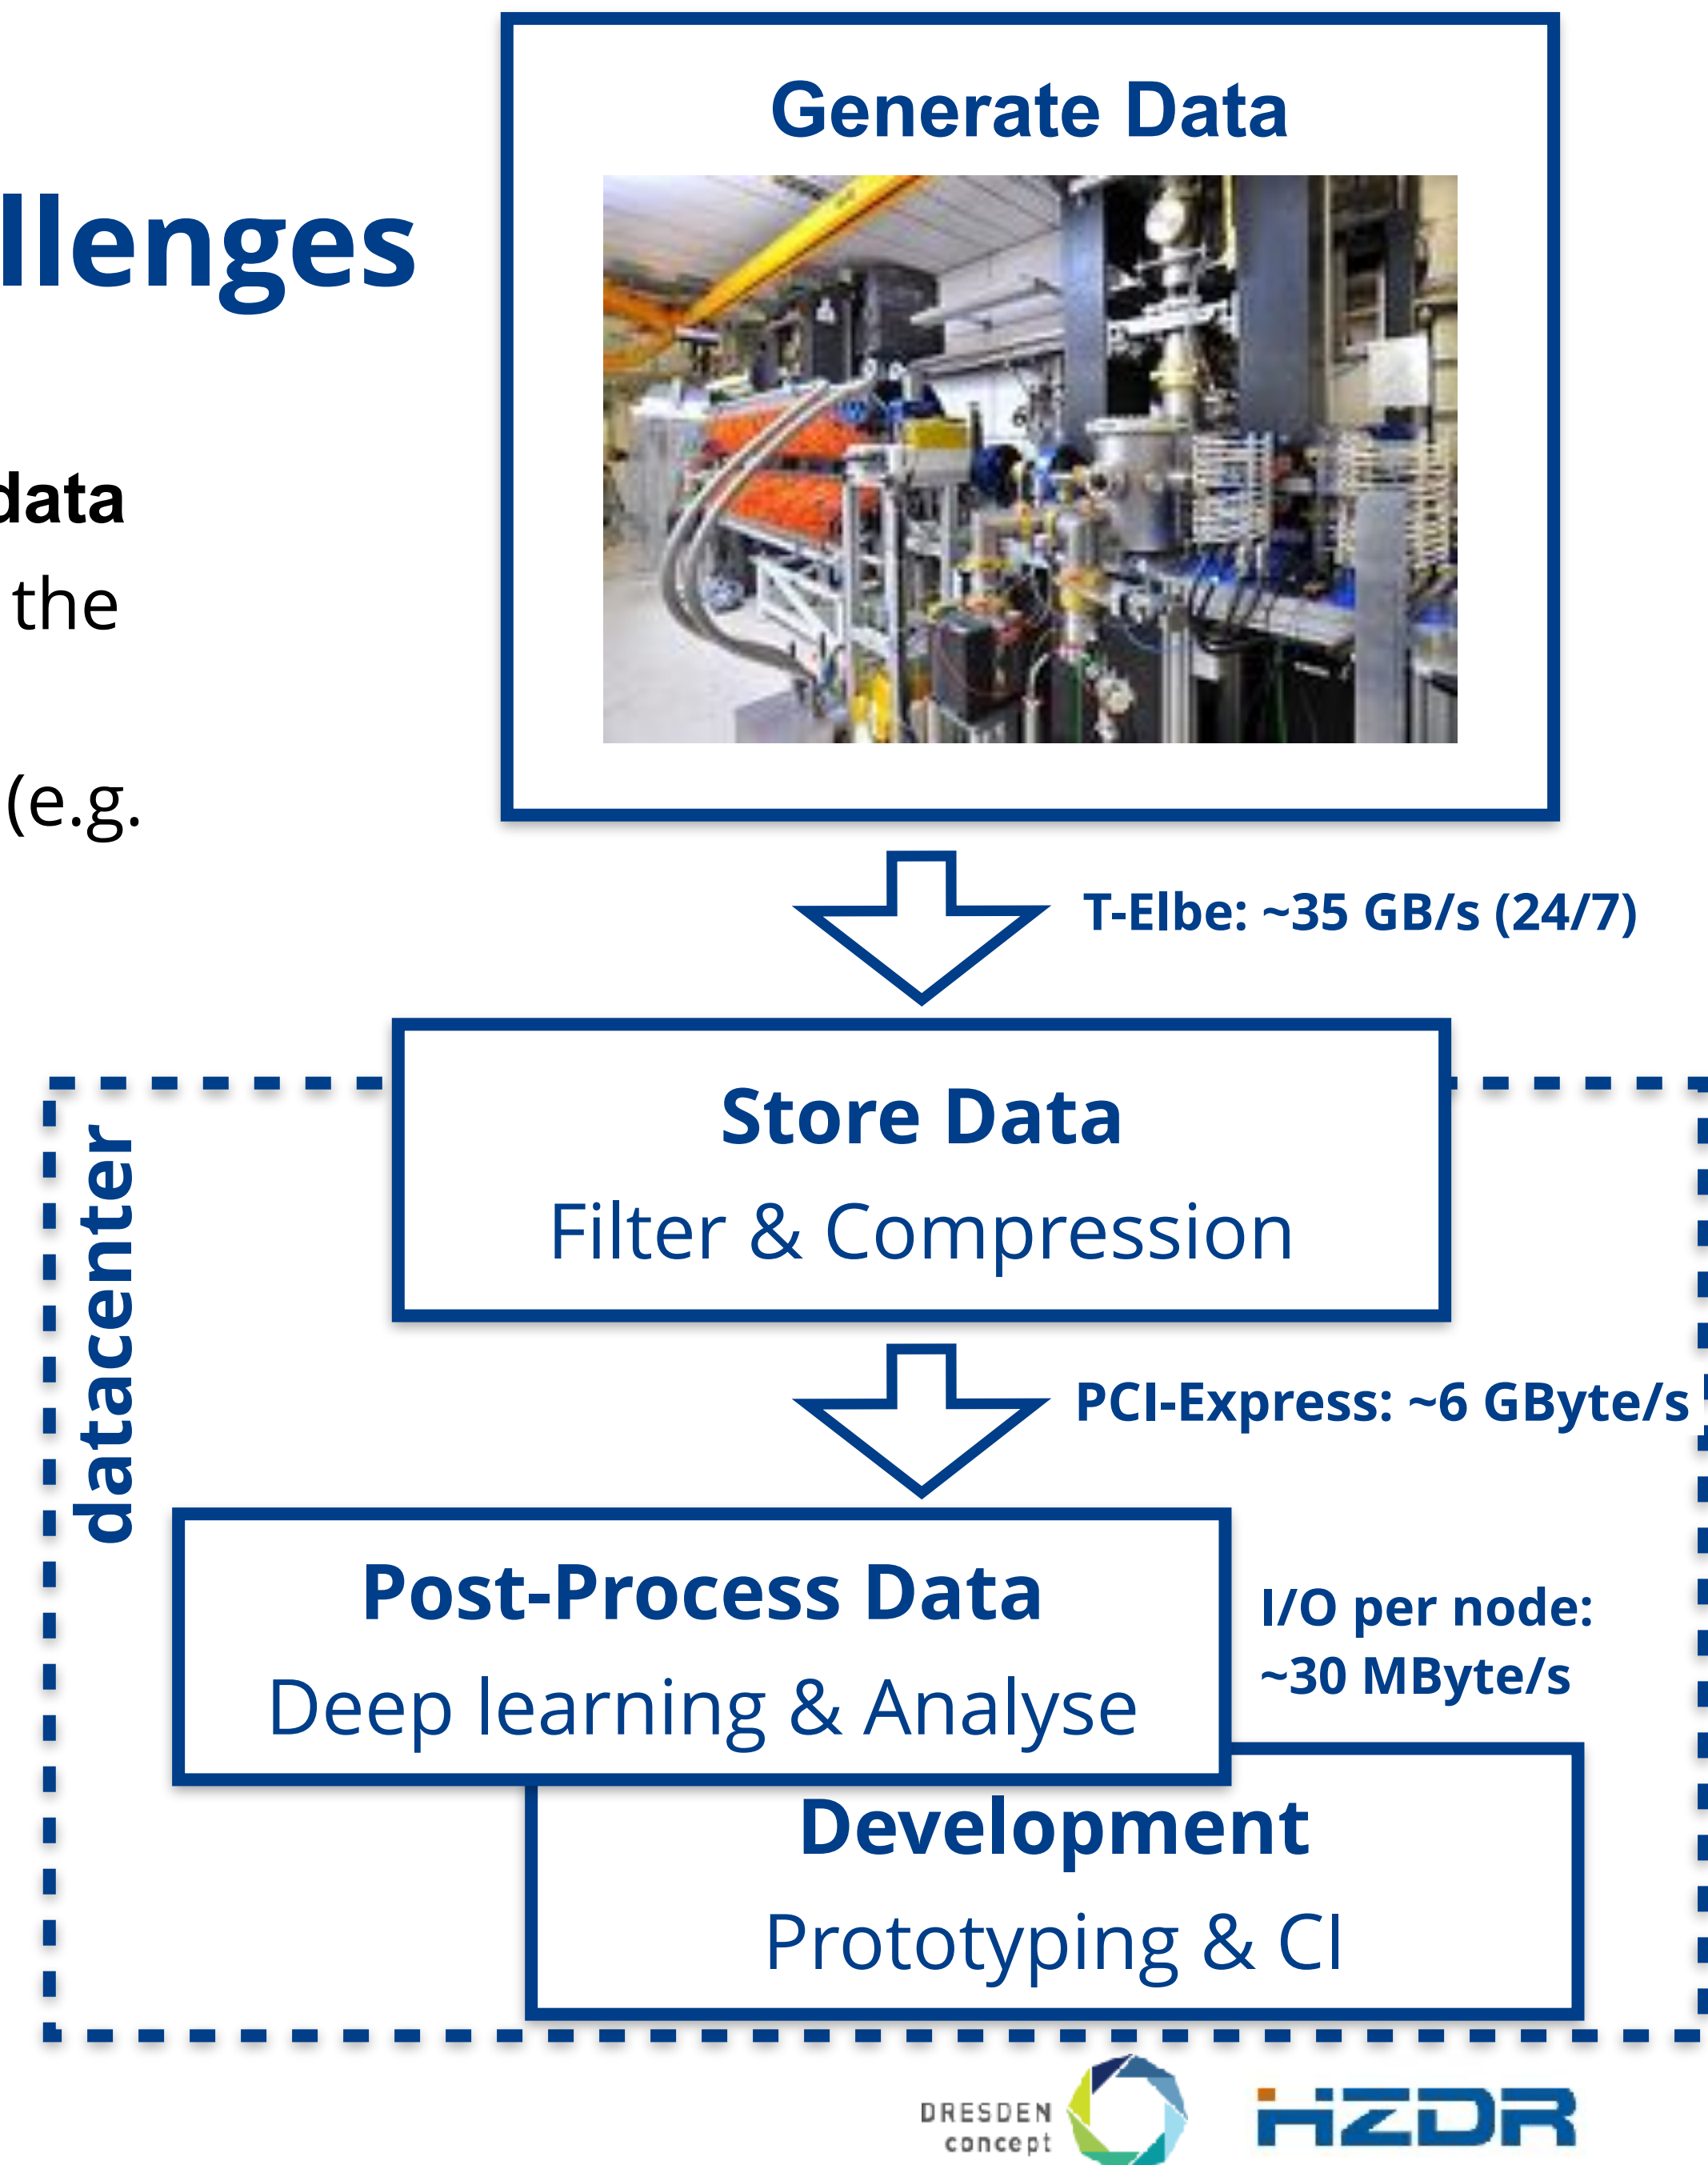 Generate Data
llenges
data
the
(e.g.
T-Elbe: ~35 GB/s (24/7)
Store Data
Filter & Compression
datacenter
PCI-Express: ~6 GByte/s
Post-Process Data
Deep learning & Analyse
I/O per node:
~30 MByte/s
Development
Prototyping & CI
DRESDEN
concept
HZDR